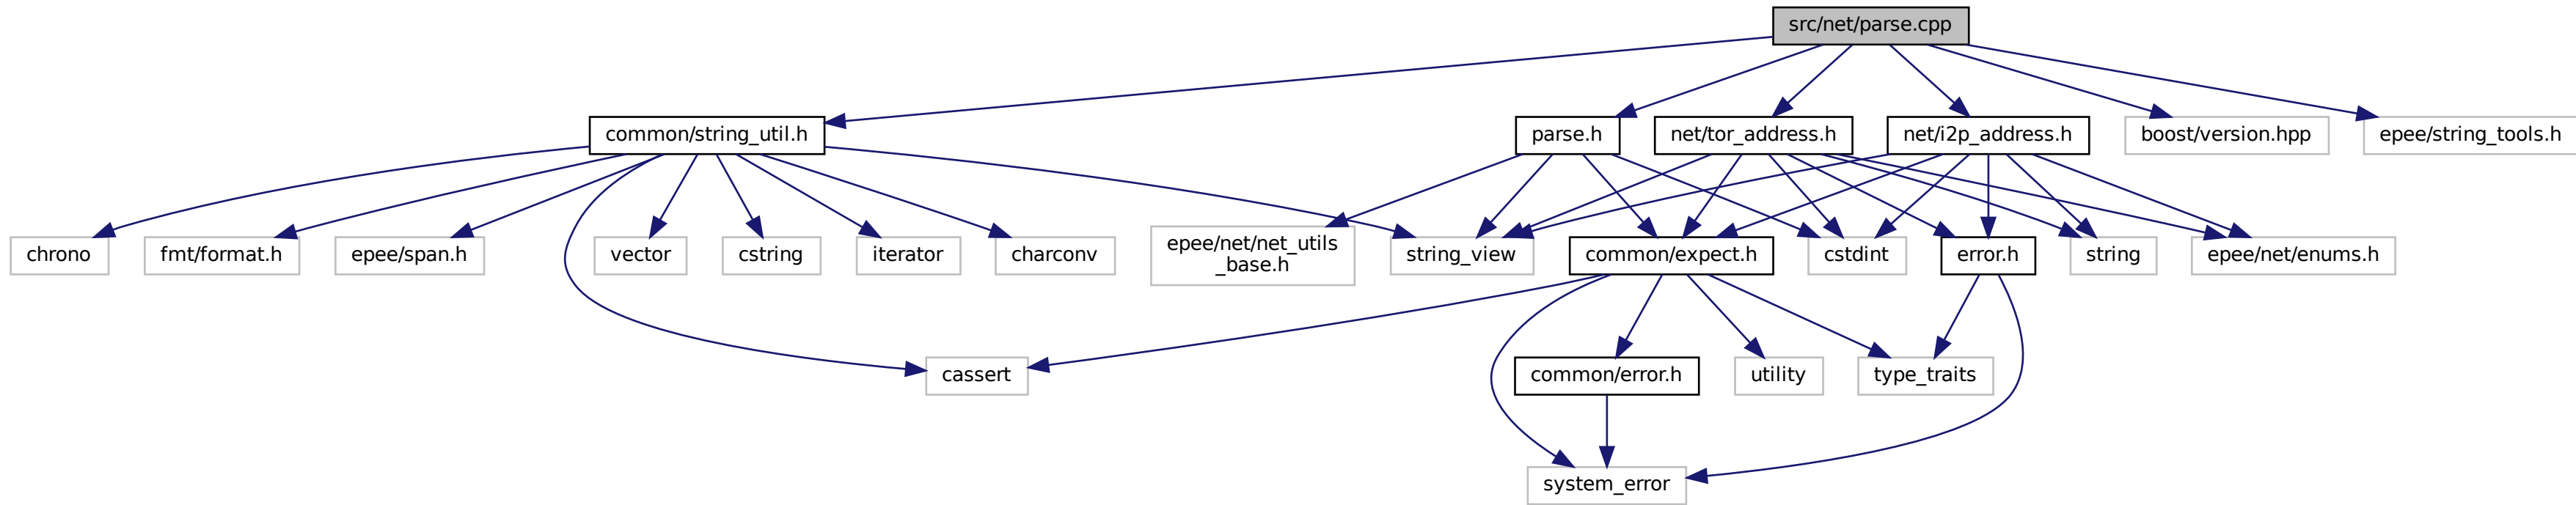 src/net/parse.cpp
common/string_util.h
parse.h
net/tor_address.h
net/i2p_address.h
boost/version.hpp
epee/string_tools.h
chrono
fmt/format.h
epee/span.h
vector
cstring
iterator
charconv
epee/net/net_utils
_base.h
string_view
common/expect.h
cstdint
error.h
string
epee/net/enums.h
cassert
common/error.h
utility
type_traits
system_error